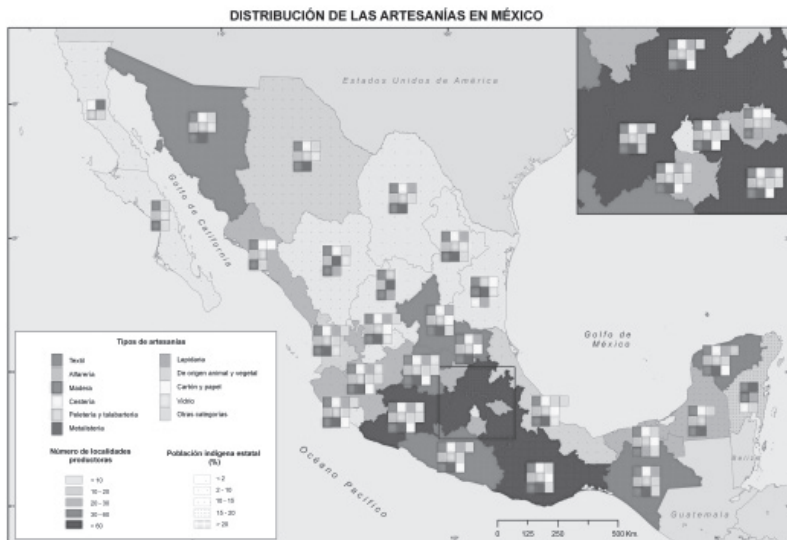 DISTRIBUCIÓN DE LAS ARTESANÍAS EN MÉXICO
Estados Unidos de América
Golfo de California
Golfo de México
Océano Pacífico
Belize
Guatemala
Tipos de artesanías
Textil
Alfarería
Madera
Cestería
Peletería y talabartería
Metalistería
Lapidaria
De origen animal y vegetal
Cartón y papel
Vidrio
Otras categorías
Número de localidades productoras
< 10
10 - 20
20 - 30
30 - 60
> 60
Población indígena estatal (%)
< 2
2 - 10
10 - 15
15 - 20
> 20
0 125 250 500 Km.